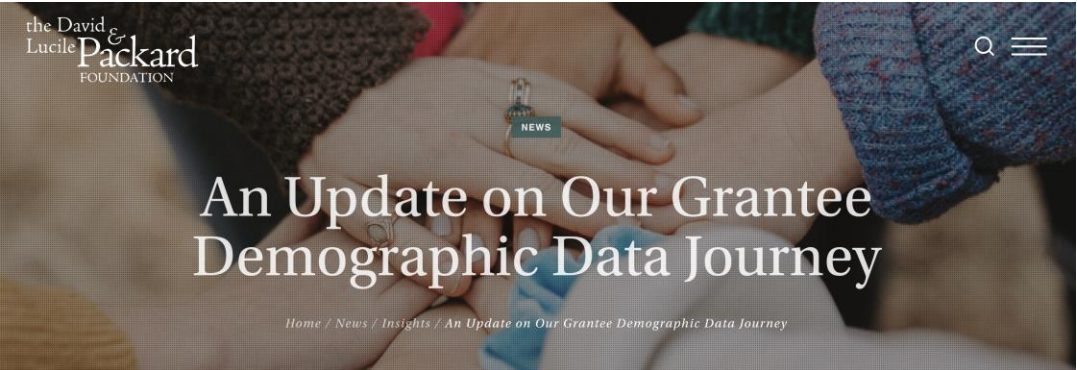 the David
&
Lucile Packard
FOUNDATION
NEWS
An Update on Our Grantee
Demographic Data Journey
Home / News / Insights / An Update on Our Grantee Demographic Data Journey